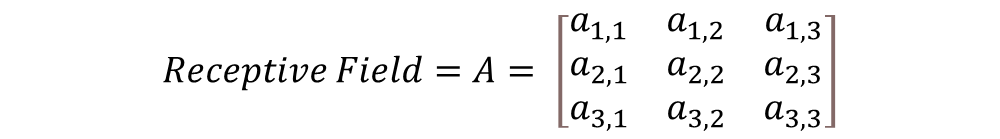 Receptive Field = A = [a1,1 a1,2 a1,3
a2,1 a2,2 a2,3
a3,1 a3,2 a3,3]